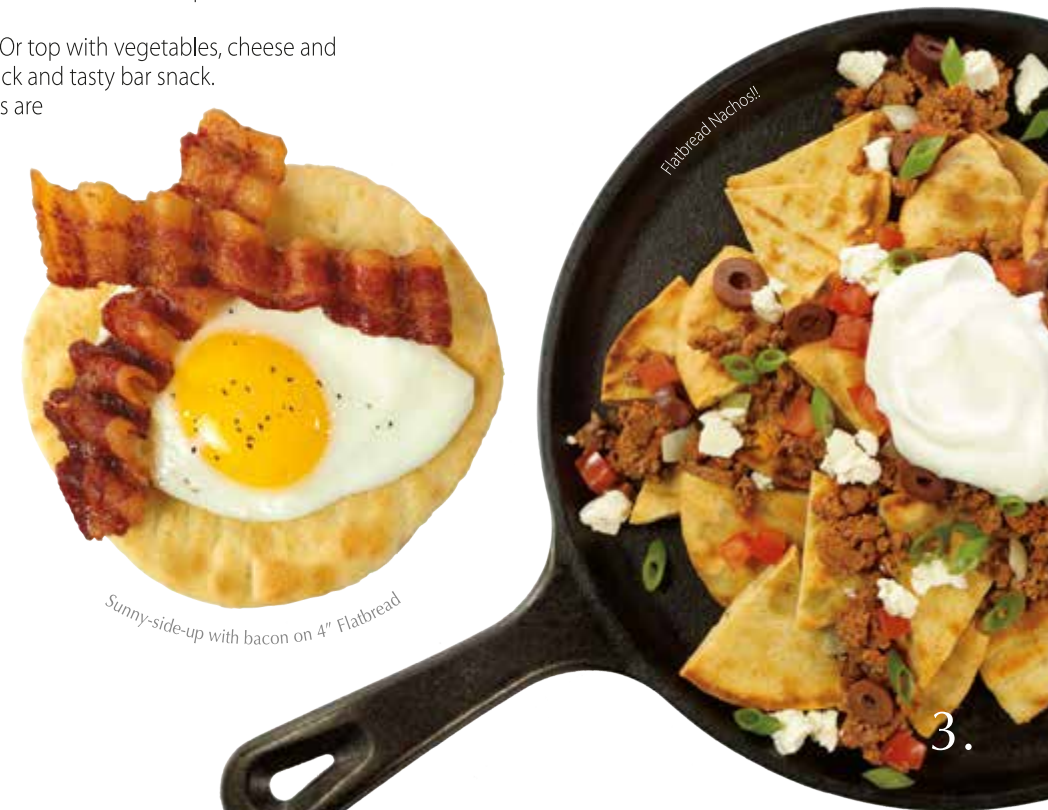 Or top with vegetables, cheese and
ck and tasty bar snack.
s are
Flatbread Nachos!!
Sunny-side-up with bacon on 4” Flatbread
3.